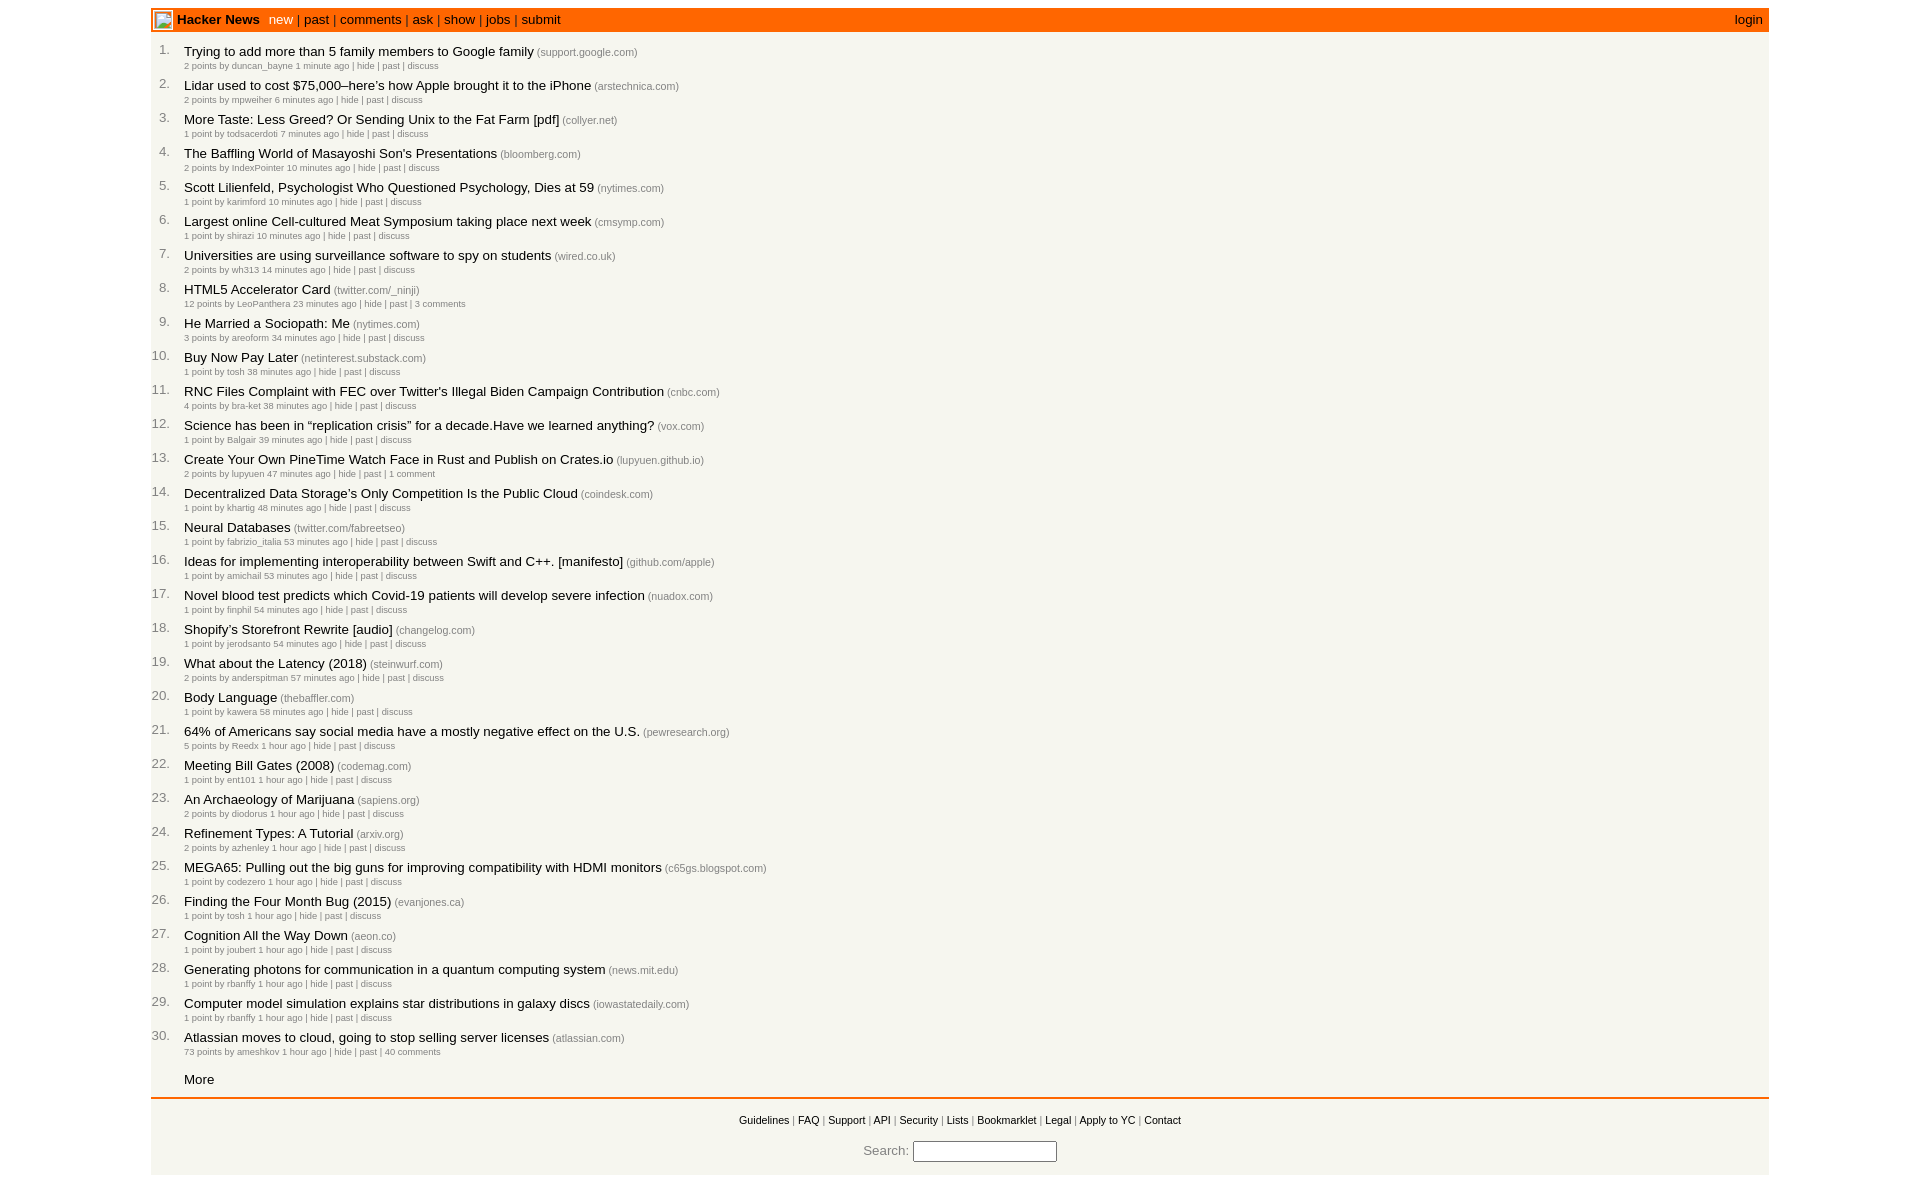 Hacker News new | past | comments | ask | show | jobs | submit login
1. Trying to add more than 5 family members to Google family (support.google.com)
2 points by duncan_bayne 1 minute ago | hide | past | discuss
2. Lidar used to cost $75,000–here's how Apple brought it to the iPhone (arstechnica.com)
2 points by mpweiher 6 minutes ago | hide | past | discuss
3. More Taste: Less Greed? Or Sending Unix to the Fat Farm [pdf] (collyer.net)
1 point by todsacerdoti 7 minutes ago | hide | past | discuss
4. The Baffling World of Masayoshi Son's Presentations (bloomberg.com)
2 points by IndexPointer 10 minutes ago | hide | past | discuss
5. Scott Lilienfeld, Psychologist Who Questioned Psychology, Dies at 59 (nytimes.com)
1 point by karimford 10 minutes ago | hide | past | discuss
6. Largest online Cell-cultured Meat Symposium taking place next week (cmsymp.com)
1 point by shirazi 10 minutes ago | hide | past | discuss
7. Universities are using surveillance software to spy on students (wired.co.uk)
2 points by wh313 14 minutes ago | hide | past | discuss
8. HTML5 Accelerator Card (twitter.com/_ninji)
12 points by LeoPanthera 23 minutes ago | hide | past | 3 comments
9. He Married a Sociopath: Me (nytimes.com)
3 points by areoform 34 minutes ago | hide | past | discuss
10. Buy Now Pay Later (netinterest.substack.com)
1 point by tosh 38 minutes ago | hide | past | discuss
11. RNC Files Complaint with FEC over Twitter's Illegal Biden Campaign Contribution (cnbc.com)
4 points by bra-ket 38 minutes ago | hide | past | discuss
12. Science has been in “replication crisis” for a decade.Have we learned anything? (vox.com)
1 point by Balgair 39 minutes ago | hide | past | discuss
13. Create Your Own PineTime Watch Face in Rust and Publish on Crates.io (lupyuen.github.io)
2 points by lupyuen 47 minutes ago | hide | past | 1 comment
14. Decentralized Data Storage’s Only Competition Is the Public Cloud (coindesk.com)
1 point by khartig 48 minutes ago | hide | past | discuss
15. Neural Databases (twitter.com/fabreetseo)
1 point by fabrizio_italia 53 minutes ago | hide | past | discuss
16. Ideas for implementing interoperability between Swift and C++. [manifesto] (github.com/apple)
1 point by amichail 53 minutes ago | hide | past | discuss
17. Novel blood test predicts which Covid-19 patients will develop severe infection (nuadox.com)
1 point by finphil 54 minutes ago | hide | past | discuss
18. Shopify’s Storefront Rewrite [audio] (changelog.com)
1 point by jerodsanto 54 minutes ago | hide | past | discuss
19. What about the Latency (2018) (steinwurf.com)
2 points by anderspitman 57 minutes ago | hide | past | discuss
20. Body Language (thebaffler.com)
1 point by kawera 58 minutes ago | hide | past | discuss
21. 64% of Americans say social media have a mostly negative effect on the U.S. (pewresearch.org)
5 points by Reedx 1 hour ago | hide | past | discuss
22. Meeting Bill Gates (2008) (codemag.com)
1 point by ent101 1 hour ago | hide | past | discuss
23. An Archaeology of Marijuana (sapiens.org)
2 points by diodorus 1 hour ago | hide | past | discuss
24. Refinement Types: A Tutorial (arxiv.org)
2 points by azhenley 1 hour ago | hide | past | discuss
25. MEGA65: Pulling out the big guns for improving compatibility with HDMI monitors (c65gs.blogspot.com)
1 point by codezero 1 hour ago | hide | past | discuss
26. Finding the Four Month Bug (2015) (evanjones.ca)
1 point by tosh 1 hour ago | hide | past | discuss
27. Cognition All the Way Down (aeon.co)
1 point by joubert 1 hour ago | hide | past | discuss
28. Generating photons for communication in a quantum computing system (news.mit.edu)
1 point by rbanffy 1 hour ago | hide | past | discuss
29. Computer model simulation explains star distributions in galaxy discs (iowastatedaily.com)
1 point by rbanffy 1 hour ago | hide | past | discuss
30. Atlassian moves to cloud, going to stop selling server licenses (atlassian.com)
73 points by ameshkov 1 hour ago | hide | past | 40 comments
More
Guidelines | FAQ | Support | API | Security | Lists | Bookmarklet | Legal | Apply to YC | Contact
Search: